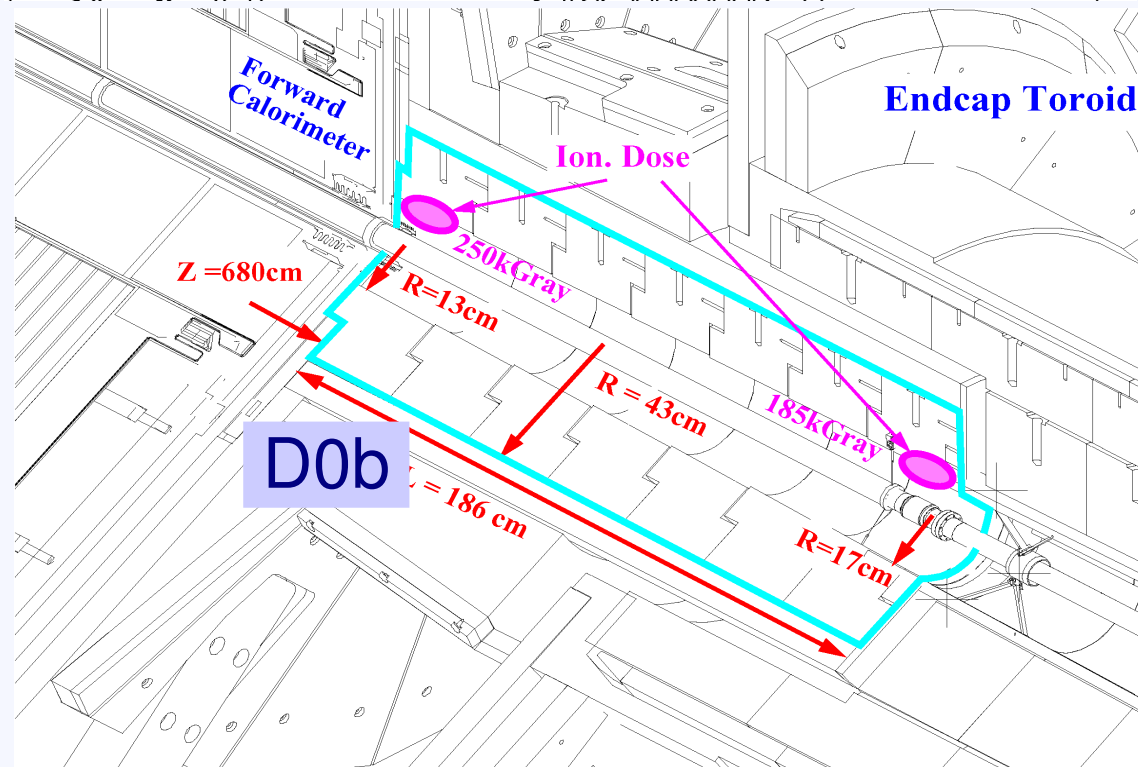 Forward
Calorimeter
Endcap Toroid
Ion. Dose
250kGray
Z =680cm
R=13cm
R = 43cm
185kGray
D0b
= 186 cm
R=17cm